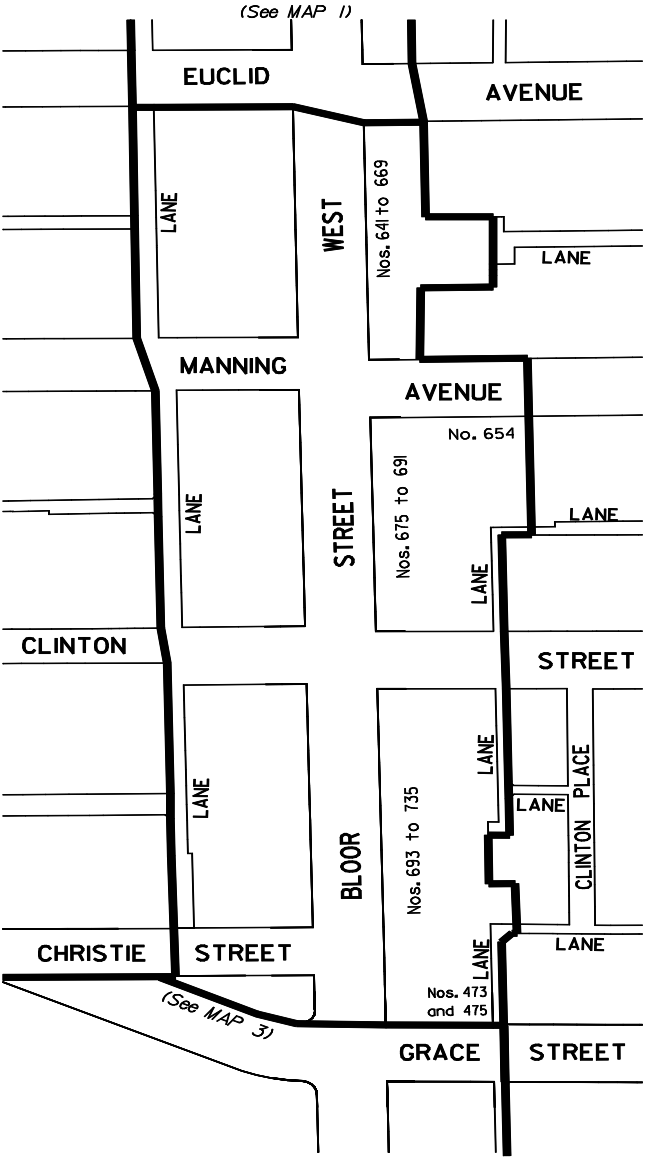 (See MAP 1)
EUCLID
AVENUE
LANE
WEST
Nos. 641 to 669
LANE
MANNING
AVENUE
No. 654
LANE
STREET
Nos. 675 to 691
LANE
LANE
CLINTON
STREET
LANE
BLOOR
Nos. 693 to 735
LANE
LANE
CLINTON PLACE
CHRISTIE STREET
LANE
LANE
(See MAP 3)
Nos. 473
and 475
GRACE STREET